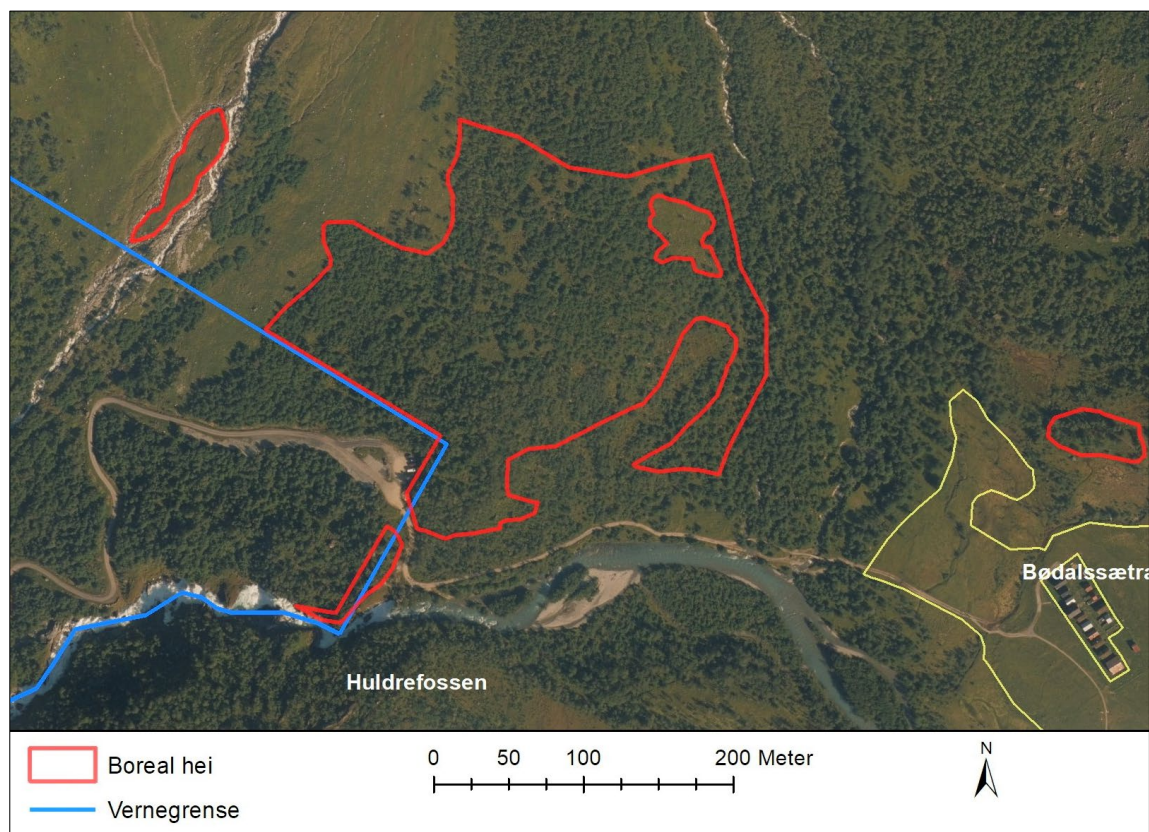 Bødalssætra
Huldrefossen
Boreal hei
Vernegrense
0 50 100 200 Meter
N